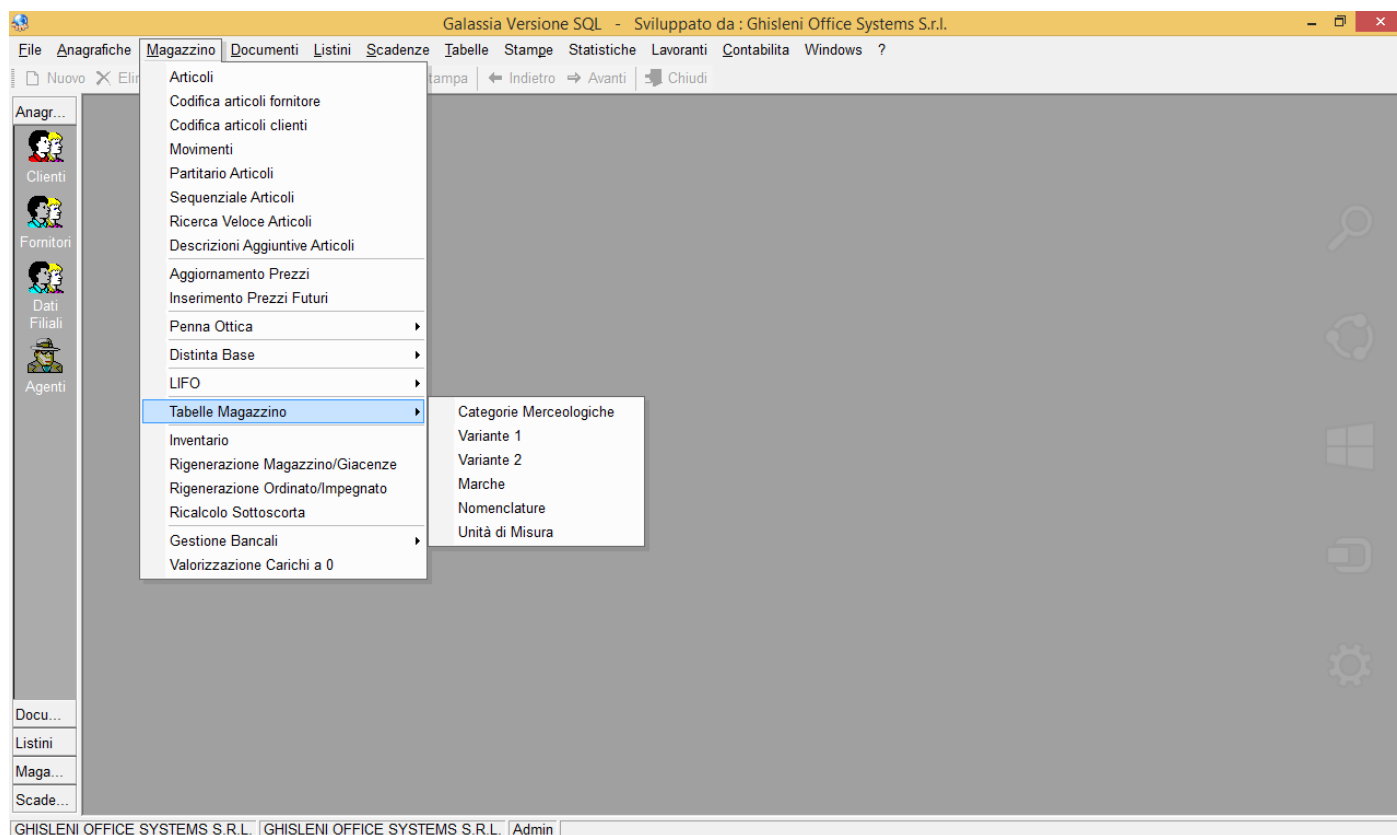 Galassia Versione SQL - Sviluppato da : Ghisleni Office Systems S.r.l.
File Anagrafiche Magazzino Documenti Listini Scadenze Tabelle Stampe Statistiche Lavoranti Contabilita Windows ?
Nuovo Elir tampa Indietro Avanti Chiudi
Anagr...
Clienti
Fornitori
Dati
Filiali
Agenti
Articoli
Codifica articoli fornitore
Codifica articoli clienti
Movimenti
Partitario Articoli
Sequenziale Articoli
Ricerca Veloce Articoli
Descrizioni Aggiuntive Articoli
Aggiornamento Prezzi
Inserimento Prezzi Futuri
Penna Ottica
Distinta Base
LIFO
Tabelle Magazzino
Inventario
Rigenerazione Magazzino/Giacenze
Rigenerazione Ordinato/Impegnato
Ricalcolo Sottoscorta
Gestione Bancali
Valorizzazione Carichi a 0
Categorie Merceologiche
Variante 1
Variante 2
Marche
Nomenclature
Unità di Misura
Docu...
Listini
Maga...
Scade...
GHISLENI OFFICE SYSTEMS S.R.L. GHISLENI OFFICE SYSTEMS S.R.L. Admin